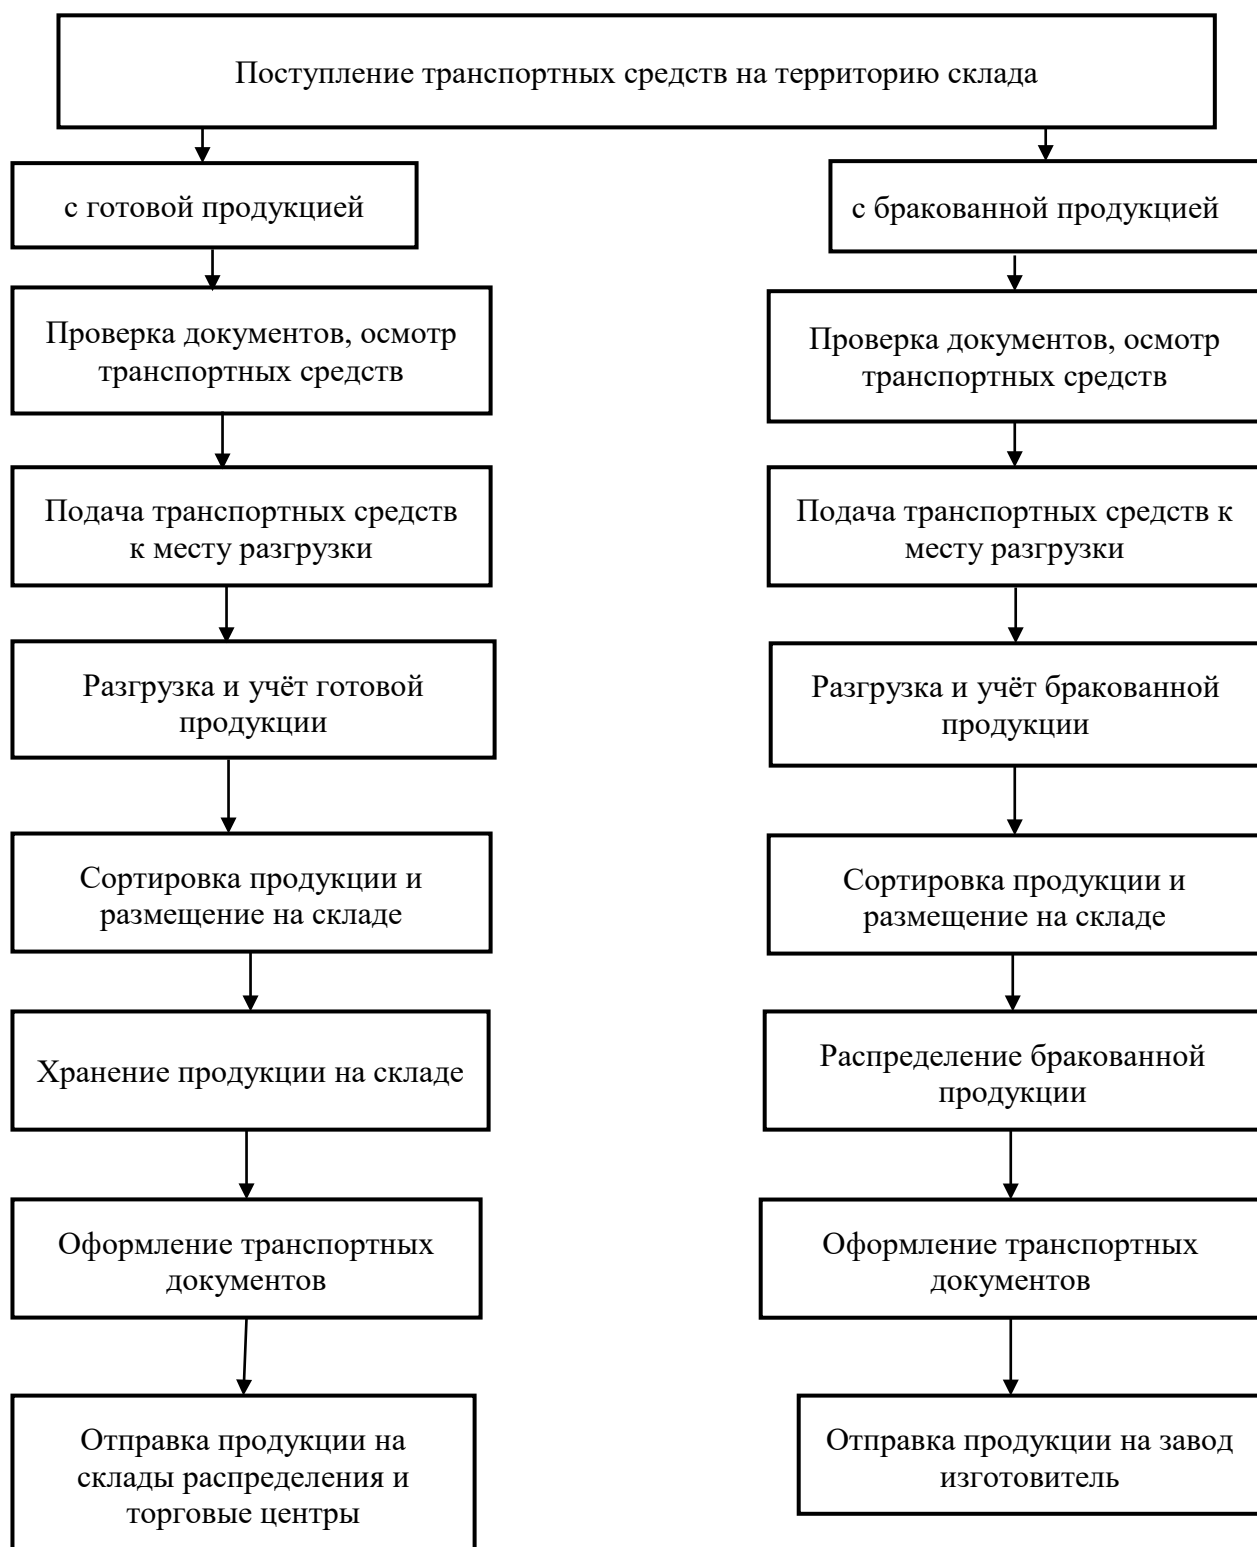 Поступление транспортных средств на территорию склада
с готовой продукцией
с бракованной продукцией
Проверка документов, осмотр
транспортных средств
Проверка документов, осмотр
транспортных средств
Подача транспортных средств
к месту разгрузки
Подача транспортных средств к
месту разгрузки
Разгрузка и учёт готовой
продукции
Разгрузка и учёт бракованной
продукции
Сортировка продукции и
размещение на складе
Сортировка продукции и
размещение на складе
Хранение продукции на складе
Распределение бракованной
продукции
Оформление транспортных
документов
Оформление транспортных
документов
Отправка продукции на
склады распределения и
торговые центры
Отправка продукции на завод
изготовитель